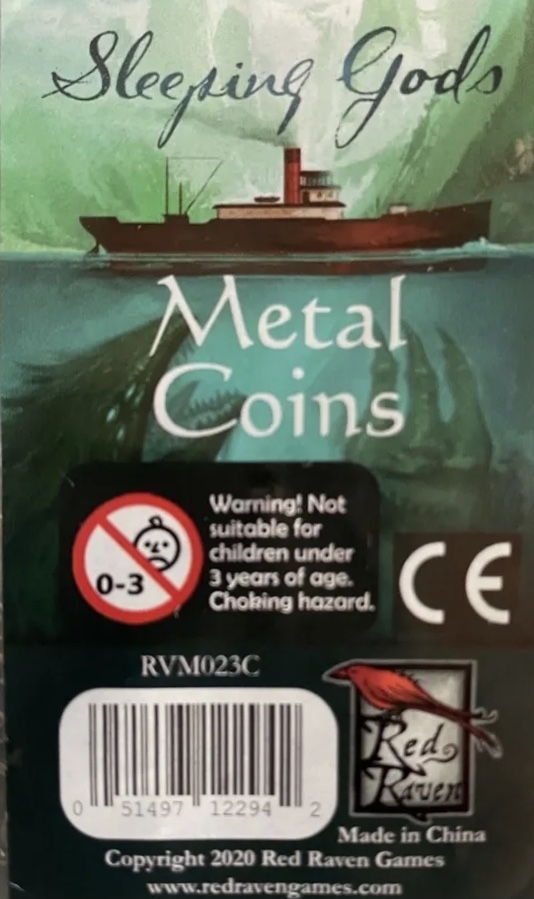 Sleeping Gods
Metal
Coins
Warning! Not
suitable for
children under
3 years of age.
Choking hazard.
0-3
CE
RVM023C
0 51497 12294 2
Red
Raven
Made in China
Copyright 2020 Red Raven Games
www.redravengames.com